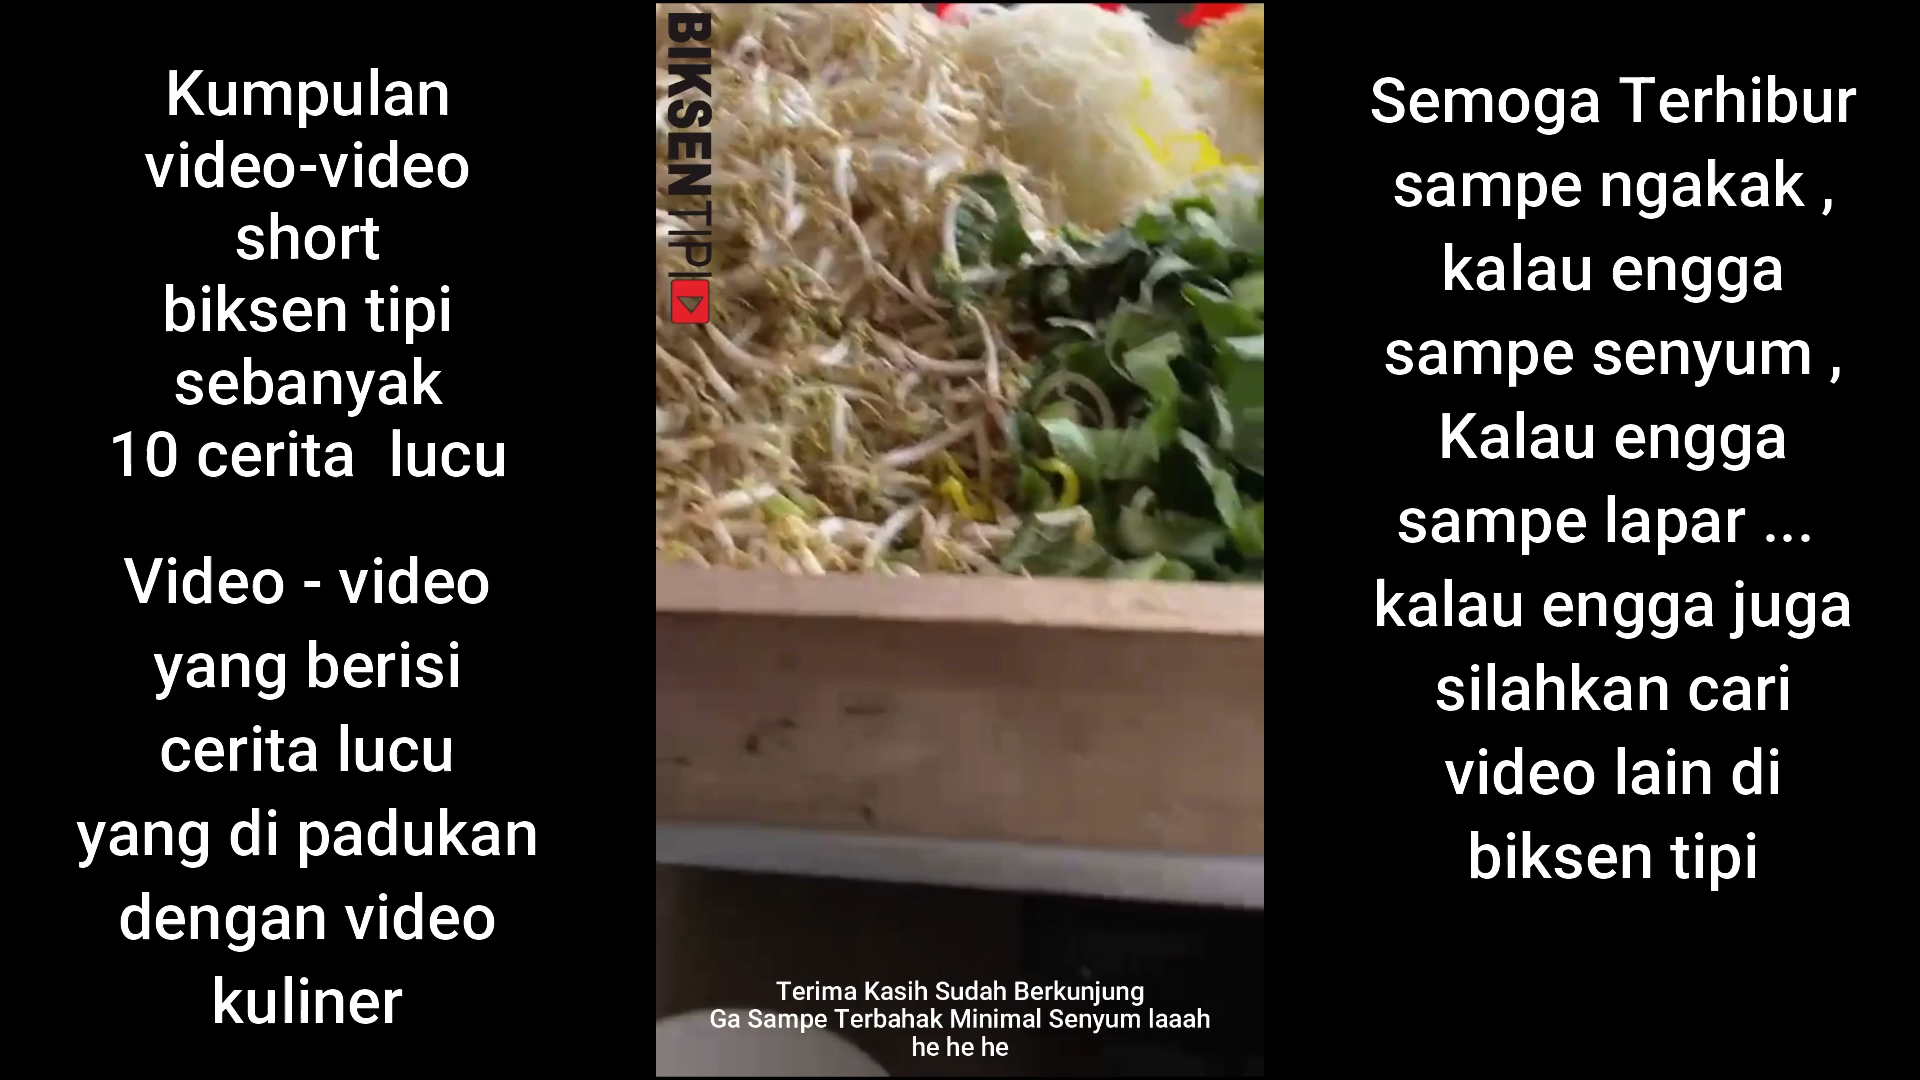 Kumpulan
video-video
short
biksen tipi
sebanyak
10 cerita  lucu
Video - video
yang berisi
cerita lucu
yang di padukan
dengan video
kuliner
BIKSENTIPI
Terima Kasih Sudah Berkunjung
Ga Sampe Terbahak Minimal Senyum laaah
he he he
Semoga Terhibur
sampe ngakak ,
kalau engga
sampe senyum ,
Kalau engga
sampe lapar ...
kalau engga juga
silahkan cari
video lain di
biksen tipi